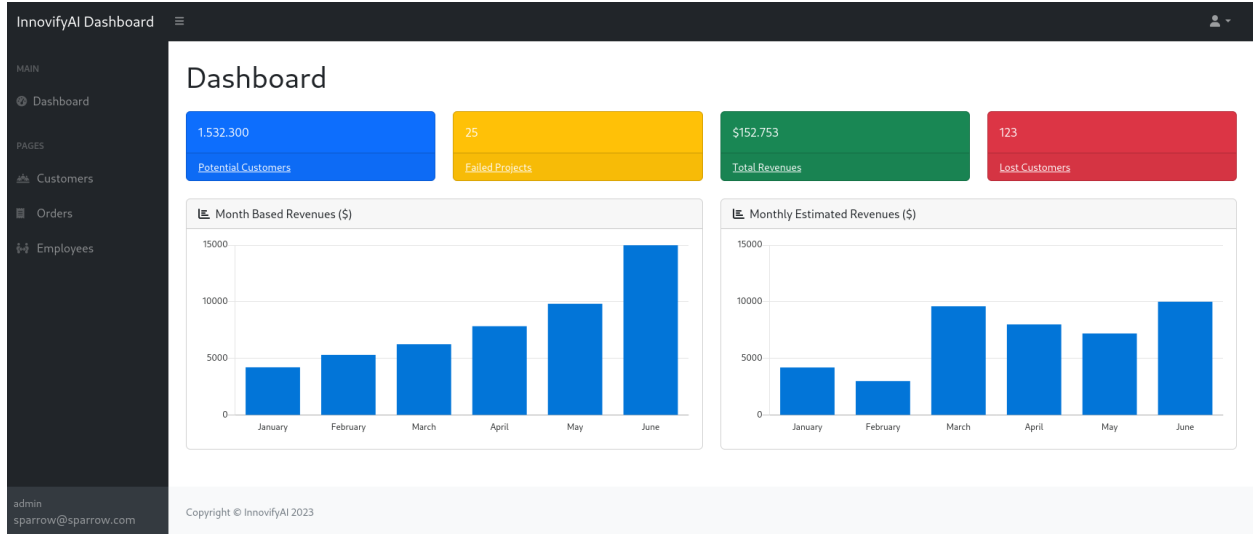 InnovifyAI Dashboard
MAIN
Dashboard
PAGES
Customers
Orders
Employees
admin
sparrow@sparrow.com
Dashboard
1.532.300
Potential Customers
25
Failed Projects
$152.753
Total Revenues
123
Lost Customers
Month Based Revenues ($)
15000
10000
5000
0
January February March April May June
Monthly Estimated Revenues ($)
15000
10000
5000
0
January February March April May June
Copyright © InnovifyAI 2023